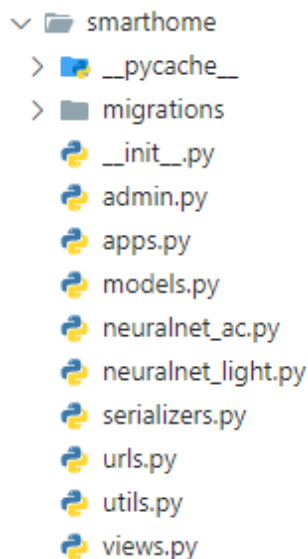 smarthome
__pycache__
migrations
__init__.py
admin.py
apps.py
models.py
neuralnet_ac.py
neuralnet_light.py
serializers.py
urls.py
utils.py
views.py